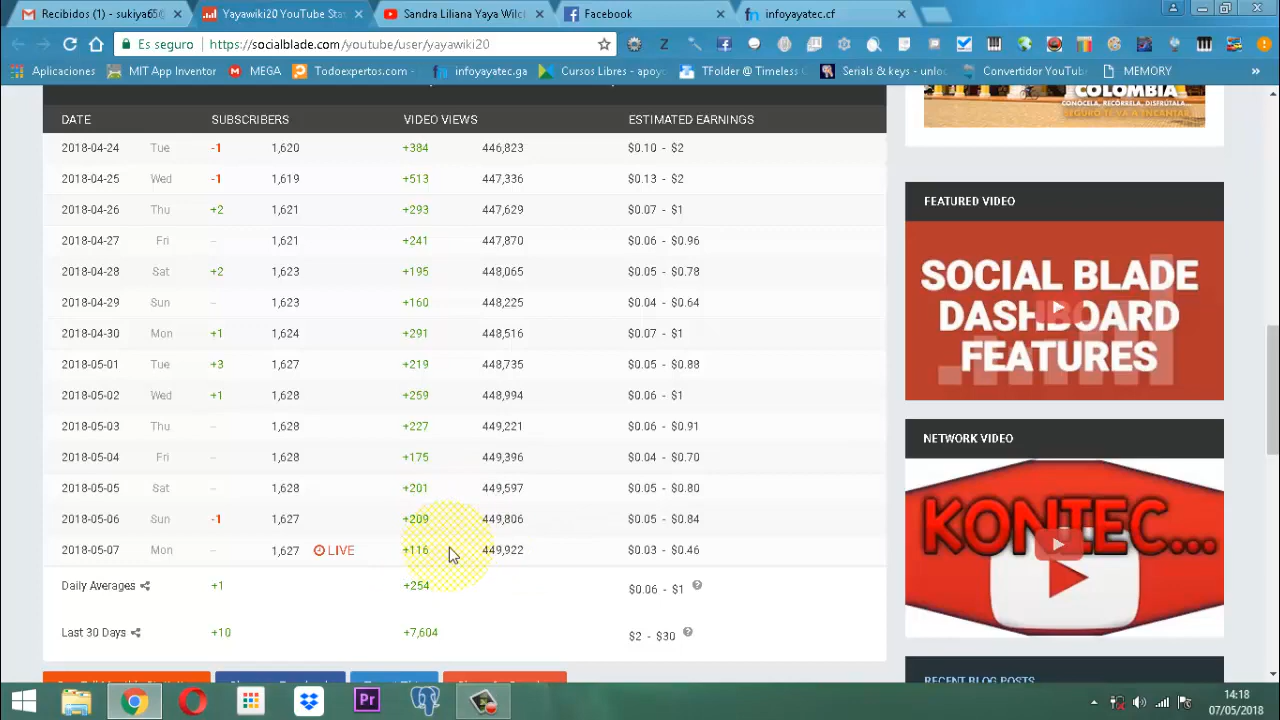 Recibidos (1) - sukiya65@
Yayawiki20 YouTube Sta
Sandra Liliana Yaya Wilc
Facebook
infoyayatec.cf
Es seguro
https://socialblade.com/youtube/user/yayawiki20
Aplicaciones
MIT App Inventor
MEGA
Todoexpertos.com -
infoyayatec.ga
Cursos Libres - apoy
TFolder @ Timeless
Serials & keys - unlo
Convertidor YouTub
MEMORY
»
DATE SUBSCRIBERS VIDEO VIEWS ESTIMATED EARNINGS
2018-04-24 Tue -1 1,620 +384 446,823 $0.10 - $2
2018-04-25 Wed -1 1,619 +513 447,336 $0.13 - $2
2018-04-26 Thu +2 1,621 +293 447,629 $0.07 - $1
2018-04-27 Fri -- 1,621 +241 447,870 $0.06 - $0.96
2018-04-28 Sat +2 1,623 +195 448,065 $0.05 - $0.78
2018-04-29 Sun -- 1,623 +160 448,225 $0.04 - $0.64
2018-04-30 Mon +1 1,624 +291 448,516 $0.07 - $1
2018-05-01 Tue +3 1,627 +219 448,735 $0.05 - $0.88
2018-05-02 Wed +1 1,628 +259 448,994 $0.06 - $1
2018-05-03 Thu -- 1,628 +227 449,221 $0.06 - $0.91
2018-05-04 Fri -- 1,628 +175 449,396 $0.04 - $0.70
2018-05-05 Sat -- 1,628 +201 449,597 $0.05 - $0.80
2018-05-06 Sun -1 1,627 +209 449,806 $0.05 - $0.84
2018-05-07 Mon -- 1,627 LIVE +116 449,922 $0.03 - $0.46
Daily Averages +1 +254 $0.06 - $1
Last 30 Days +10 +7,604 $2 - $30
COLOMBIA
CONÓCELA, RECÓRRELA, DISFRÚTALA.
SEGURO TE VA A ENCANTAR
FEATURED VIDEO
SOCIAL BLADE
DASHBOARD
FEATURES
NETWORK VIDEO
KONTEC...
RECENT BLOG POSTS
Pr
14:18
07/05/2018